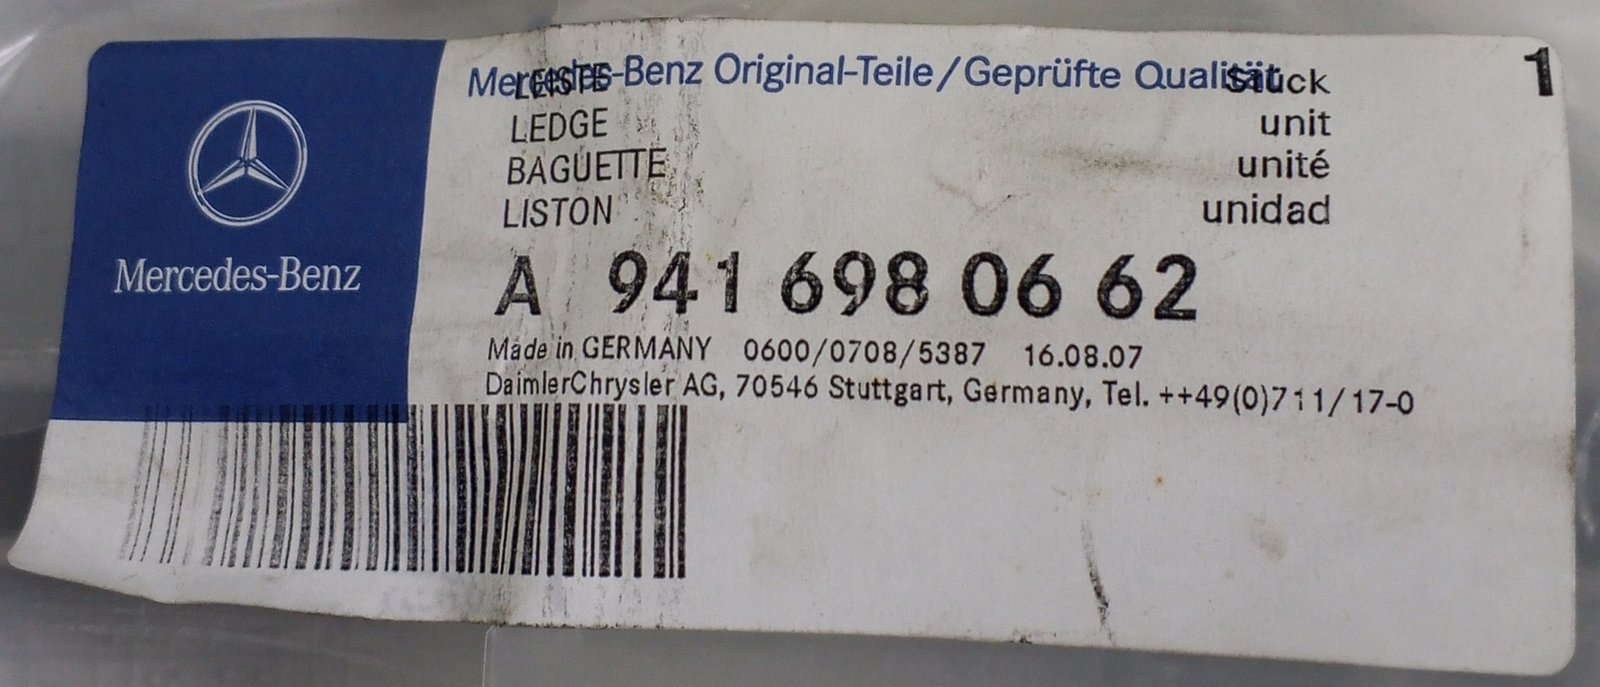 Mercedes-Benz Original-Teile/Geprüfte Qualität
LEISTE Stück 1
LEDGE unit
BAGUETTE unité
LISTON unidad
Mercedes-Benz
A 941 698 06 62
Made in GERMANY 0600/0708/5387 16.08.07
DaimlerChrysler AG, 70546 Stuttgart, Germany, Tel. ++49(0)711/17-0